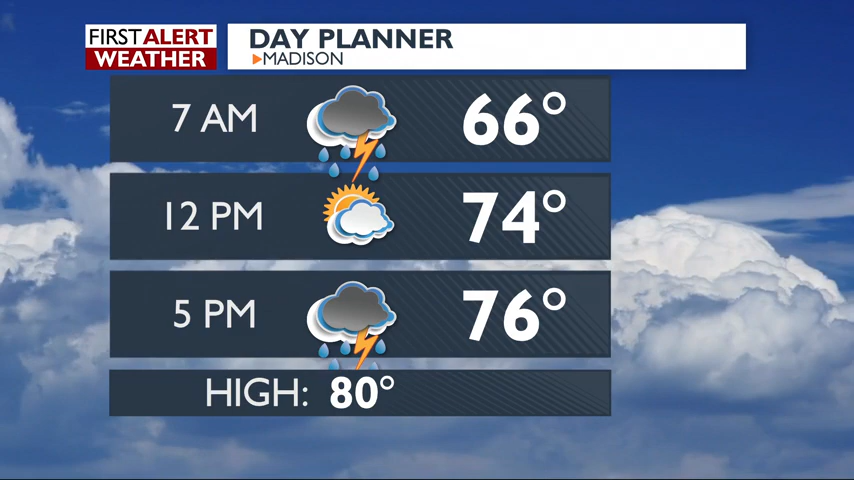 FIRST ALERT
WEATHER
DAY PLANNER
MADISON
7 AM 66°
12 PM 74°
5 PM 76°
HIGH: 80°